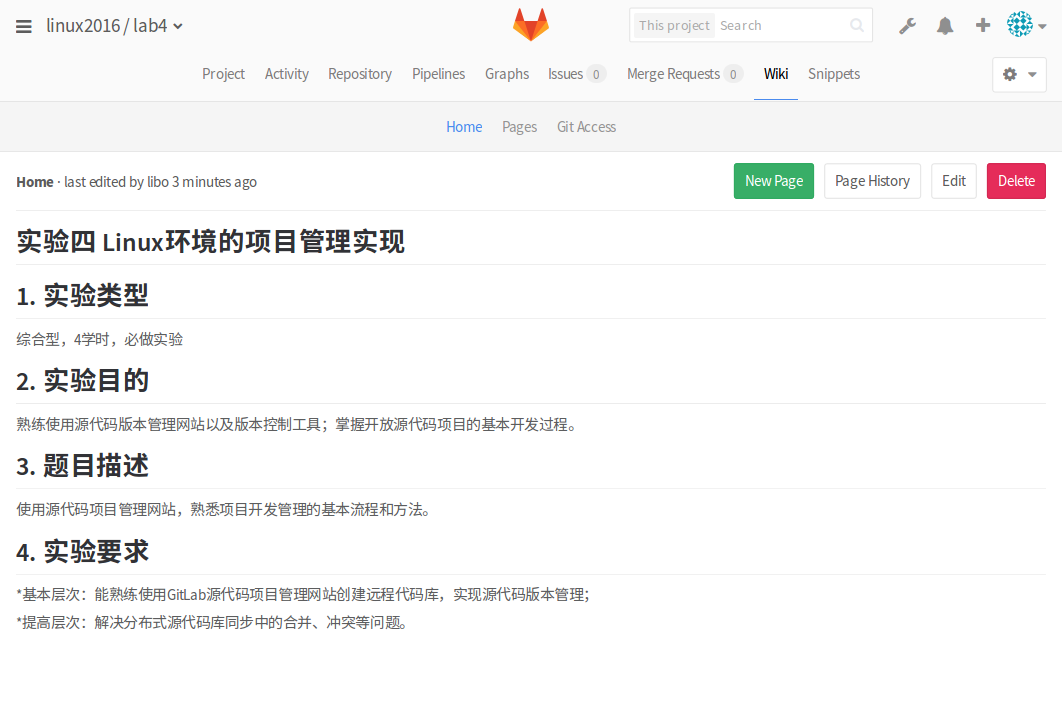 linux2016 / lab4
This project Search
Project Activity Repository Pipelines Graphs Issues 0 Merge Requests 0 Wiki Snippets
Home Pages Git Access
Home · last edited by libo 3 minutes ago New Page Page History Edit Delete
实验四 Linux环境的项目管理实现
1. 实验类型
综合型，4学时，必做实验
2. 实验目的
熟练使用源代码版本管理网站以及版本控制工具；掌握开放源代码项目的基本开发过程。
3. 题目描述
使用源代码项目管理网站，熟悉项目开发管理的基本流程和方法。
4. 实验要求
*基本层次：能熟练使用GitLab源代码项目管理网站创建远程代码库，实现源代码版本管理；
*提高层次：解决分布式源代码库同步中的合并、冲突等问题。